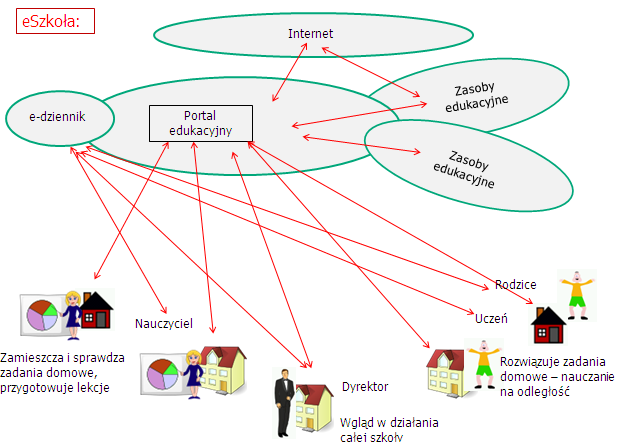 eSzkoła:
Internet
Zasoby
edukacyjne
e-dziennik
Portal
edukacyjny
Zasoby
edukacyjne
Rodzice
Nauczyciel
Uczeń
Zamieszcza i sprawdza
zadania domowe,
przygotowuje lekcje
Rozwiązuje zadania
domowe – nauczanie
na odległość
Dyrektor
Wgląd w działania
całej szkoły